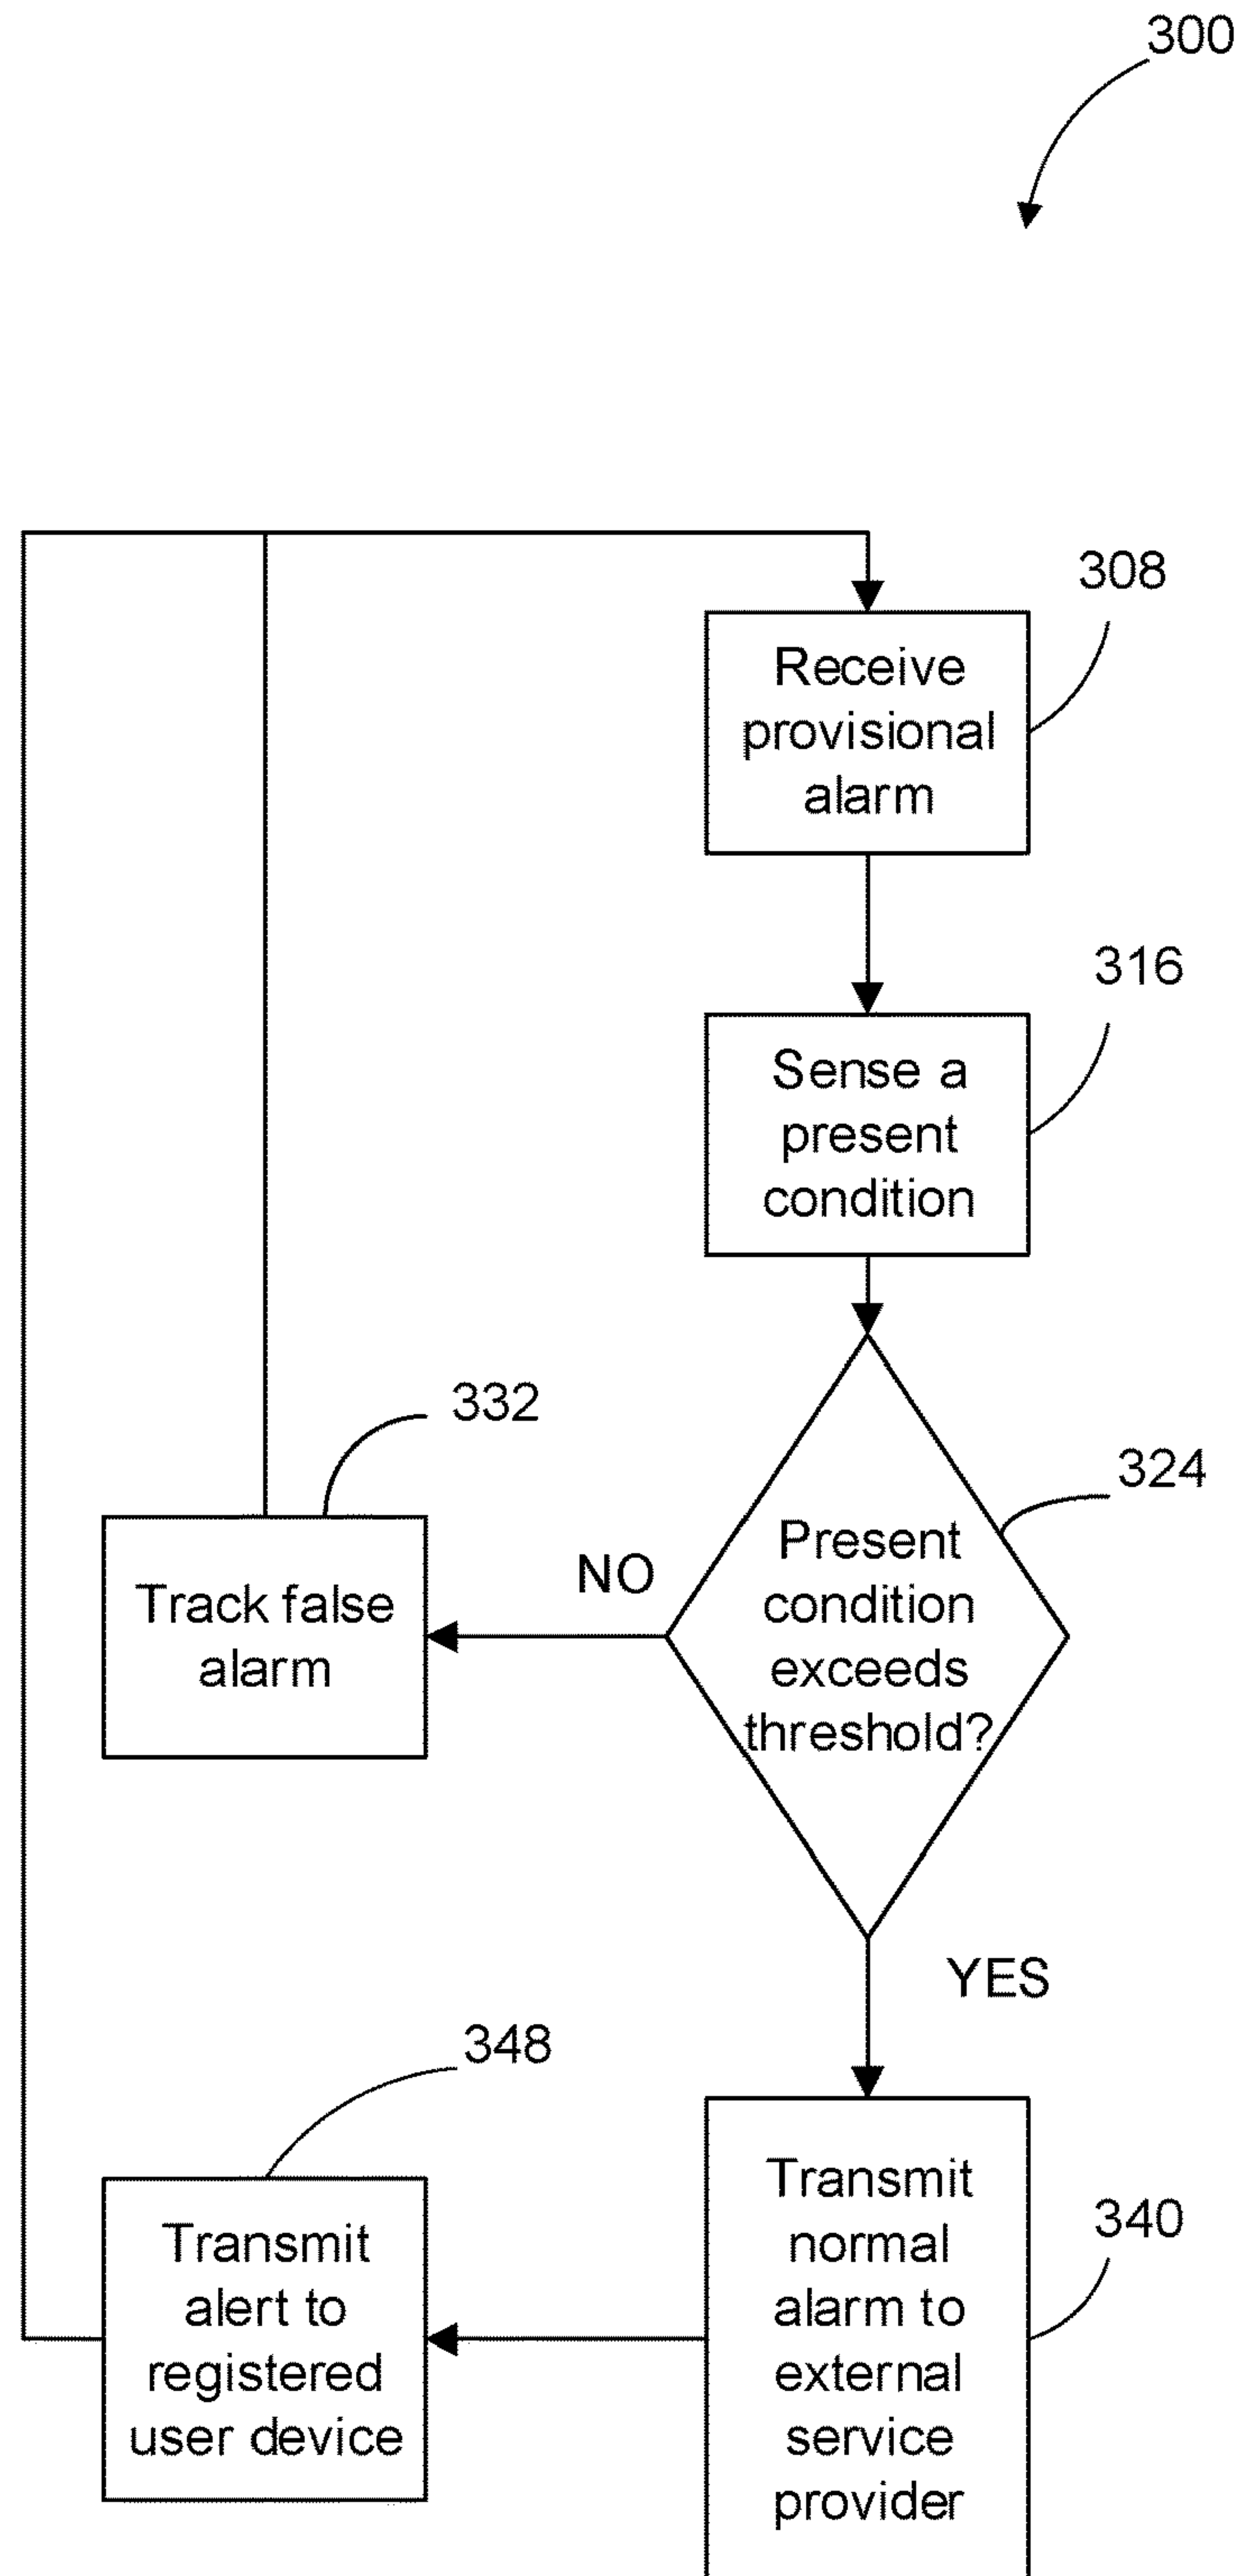 300
308
Receive
provisional
alarm
316
Sense a
present
condition
332
324
Present
condition
exceeds
threshold?
NO
Track false
alarm
YES
348
340
Transmit
normal
alarm to
external
service
provider
Transmit
alert to
registered
user device